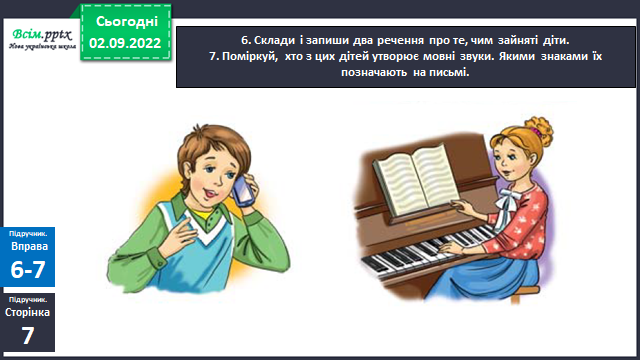 Всім.pptx
Нова українська школа
Сьогодні
02.09.2022
6. Склади і запиши два речення про те, чим зайняті діти.
7. Поміркуй, хто з цих дітей утворює мовні звуки. Якими знаками їх
позначають на письмі.
Підручник.
Вправа
6-7
Підручник.
Сторінка
7